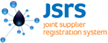 jsrs
joint supplier
registration system